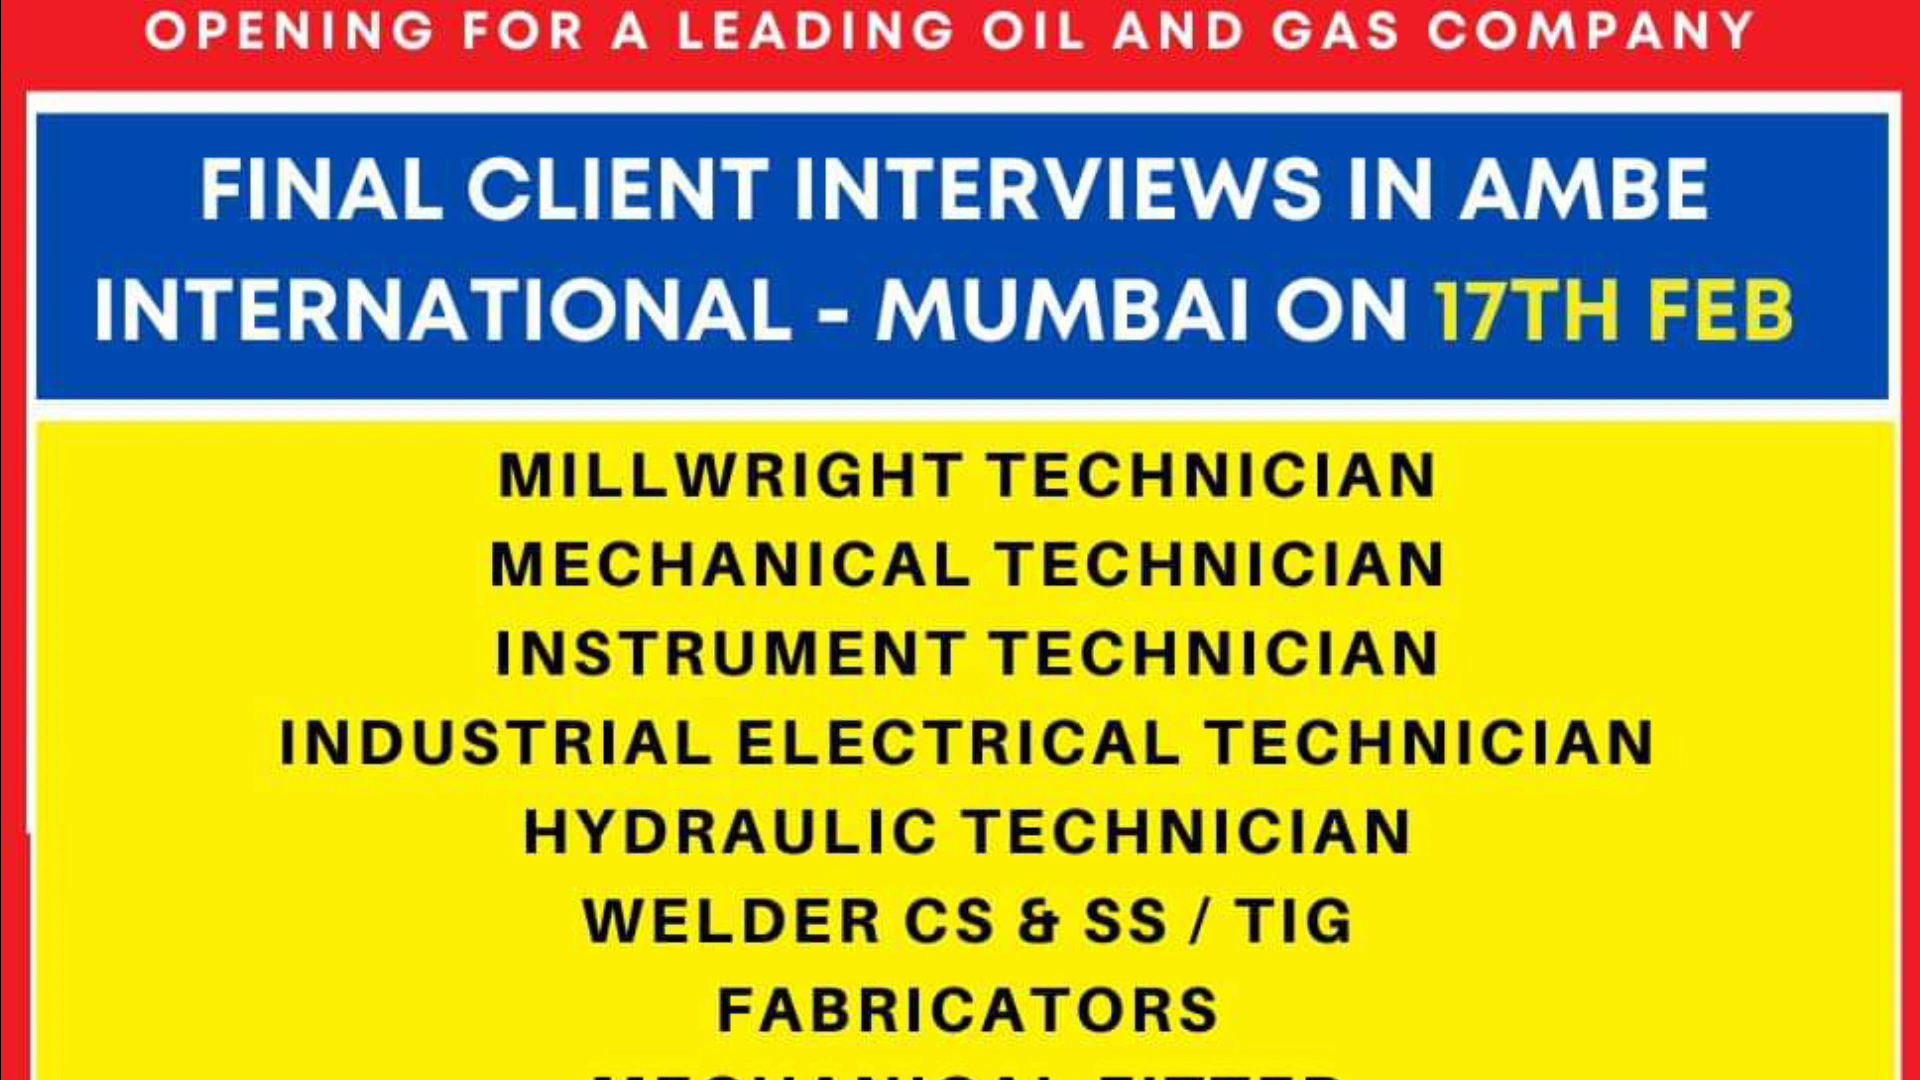 OPENING FOR A LEADING OIL AND GAS COMPANY
FINAL CLIENT INTERVIEWS IN AMBE
INTERNATIONAL - MUMBAI ON 17TH FEB
MILLWRIGHT TECHNICIAN
MECHANICAL TECHNICIAN
INSTRUMENT TECHNICIAN
INDUSTRIAL ELECTRICAL TECHNICIAN
HYDRAULIC TECHNICIAN
WELDER CS & SS / TIG
FABRICATORS